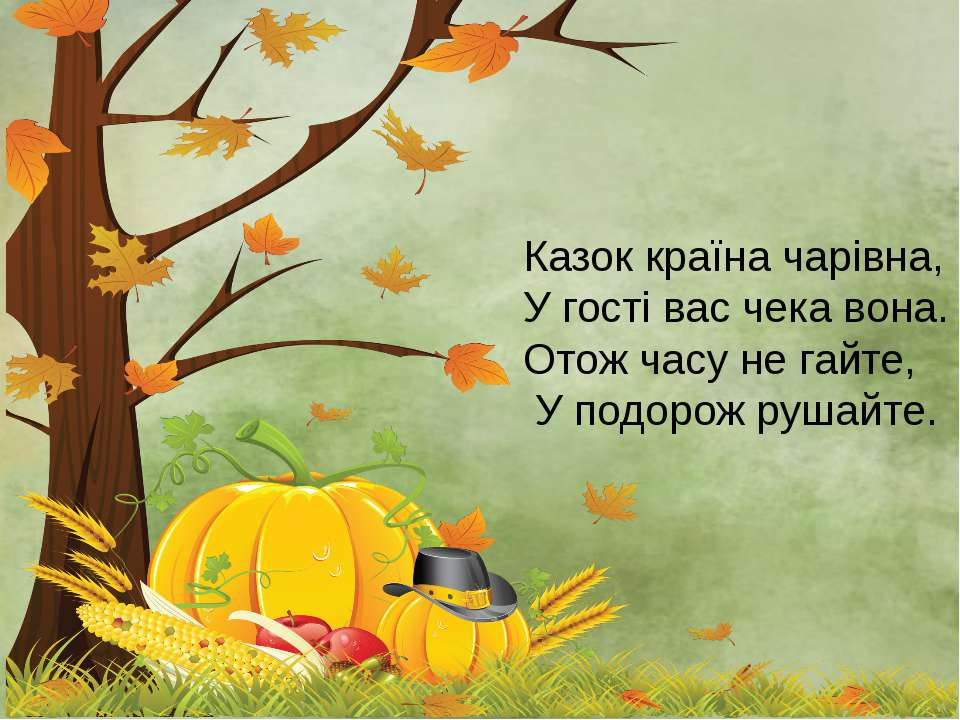 Казок країна чарівна,
У гості вас чека вона.
Отож часу не гайте,
У подорож рушайте.